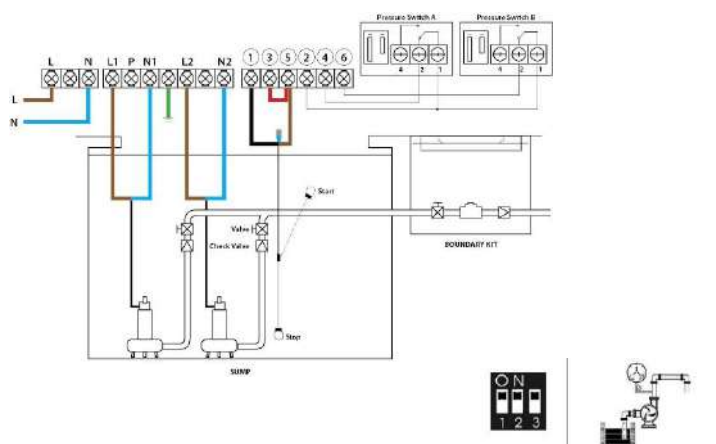 Pressure Switch A
Pressure Switch B
L N L1 P N1 L2 N2 1 3 5 2 4 6
4 2 1
4 2 1
L
N
Start
Valve
Check Valve
BOUNDARY KIT
Stop
SUMP
ON
1 2 3